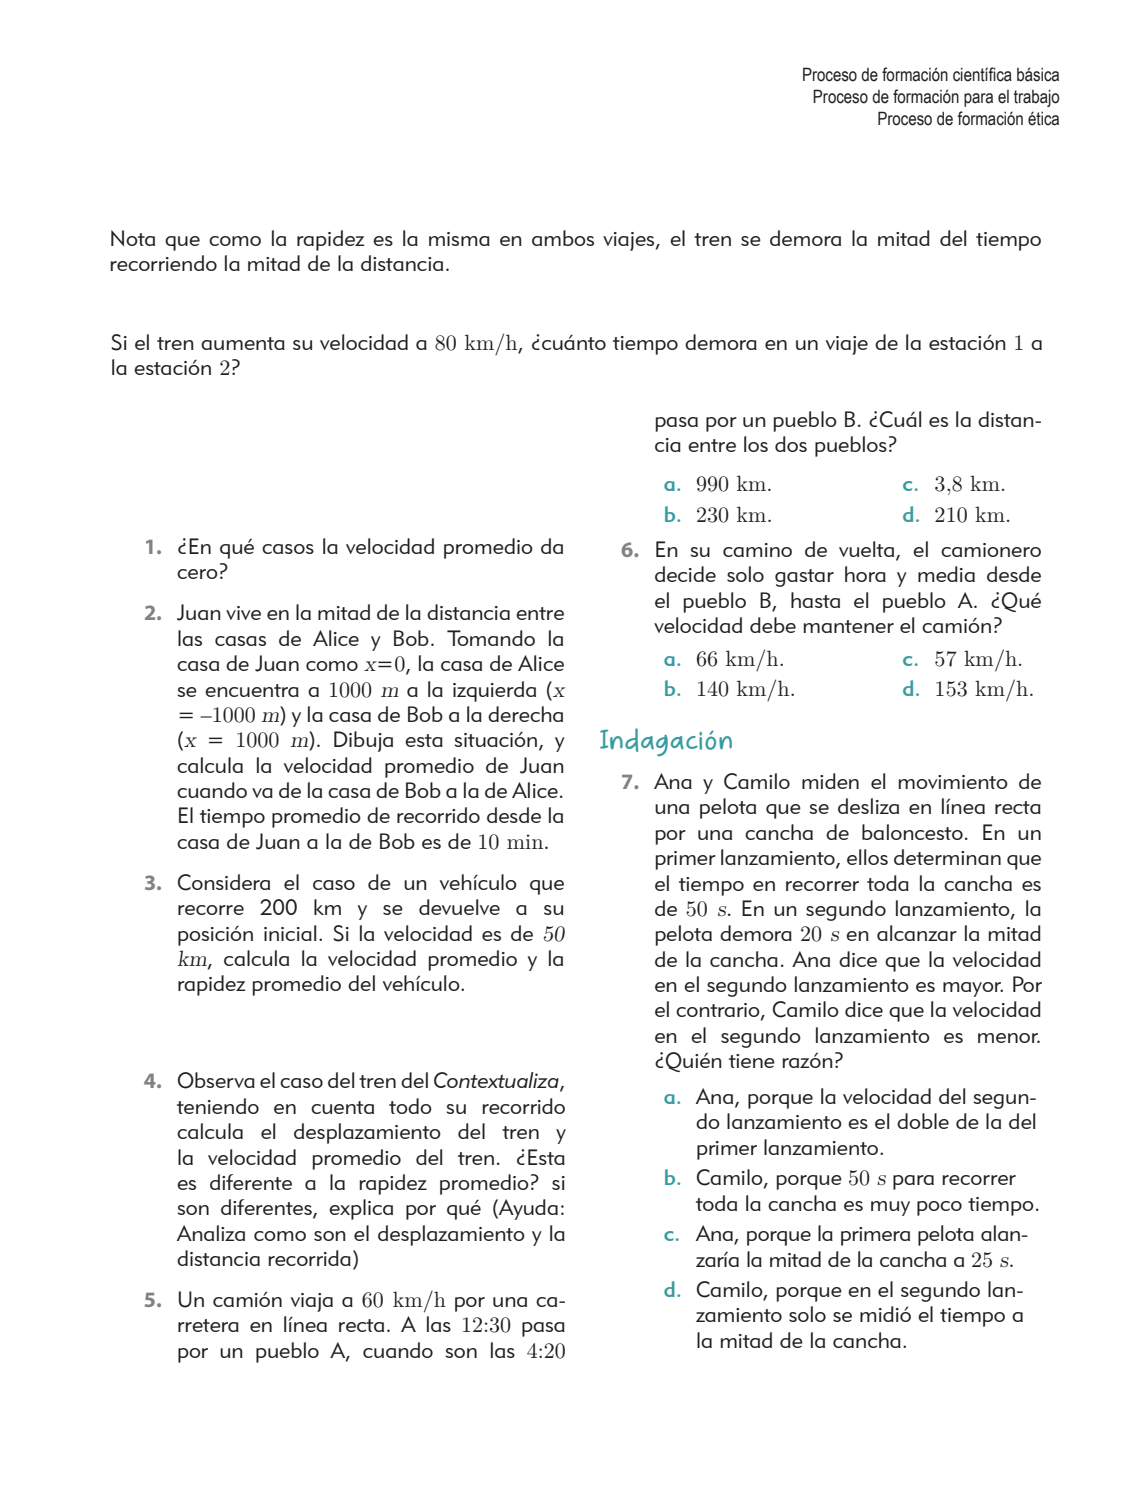 Proceso de formación científica básica
Proceso de formación para el trabajo
Proceso de formación ética
Nota que como la rapidez es la misma en ambos viajes, el tren se demora la mitad del tiempo
recorriendo la mitad de la distancia.
Si el tren aumenta su velocidad a 80 km/h, ¿cuánto tiempo demora en un viaje de la estación 1 a
la estación 2?
1. ¿En qué casos la velocidad promedio da
cero?
2. Juan vive en la mitad de la distancia entre
las casas de Alice y Bob. Tomando la
casa de Juan como x=0, la casa de Alice
se encuentra a 1000 m a la izquierda (x
= –1000 m) y la casa de Bob a la derecha
(x = 1000 m). Dibuja esta situación, y
calcula la velocidad promedio de Juan
cuando va de la casa de Bob a la de Alice.
El tiempo promedio de recorrido desde la
casa de Juan a la de Bob es de 10 min.
3. Considera el caso de un vehículo que
recorre 200 km y se devuelve a su
posición inicial. Si la velocidad es de 50
km, calcula la velocidad promedio y la
rapidez promedio del vehículo.
4. Observa el caso del tren del Contextualiza,
teniendo en cuenta todo su recorrido
calcula el desplazamiento del tren y
la velocidad promedio del tren. ¿Esta
es diferente a la rapidez promedio? si
son diferentes, explica por qué (Ayuda:
Analiza como son el desplazamiento y la
distancia recorrida)
5. Un camión viaja a 60 km/h por una ca-
rretera en línea recta. A las 12:30 pasa
por un pueblo A, cuando son las 4:20
pasa por un pueblo B. ¿Cuál es la distan-
cia entre los dos pueblos?
a. 990 km. c. 3,8 km.
b. 230 km. d. 210 km.
6. En su camino de vuelta, el camionero
decide solo gastar hora y media desde
el pueblo B, hasta el pueblo A. ¿Qué
velocidad debe mantener el camión?
a. 66 km/h. c. 57 km/h.
b. 140 km/h. d. 153 km/h.
Indagación
7. Ana y Camilo miden el movimiento de
una pelota que se desliza en línea recta
por una cancha de baloncesto. En un
primer lanzamiento, ellos determinan que
el tiempo en recorrer toda la cancha es
de 50 s. En un segundo lanzamiento, la
pelota demora 20 s en alcanzar la mitad
de la cancha. Ana dice que la velocidad
en el segundo lanzamiento es mayor. Por
el contrario, Camilo dice que la velocidad
en el segundo lanzamiento es menor.
¿Quién tiene razón?
a. Ana, porque la velocidad del segun-
do lanzamiento es el doble de la del
primer lanzamiento.
b. Camilo, porque 50 s para recorrer
toda la cancha es muy poco tiempo.
c. Ana, porque la primera pelota alan-
zaría la mitad de la cancha a 25 s.
d. Camilo, porque en el segundo lan-
zamiento solo se midió el tiempo a
la mitad de la cancha.